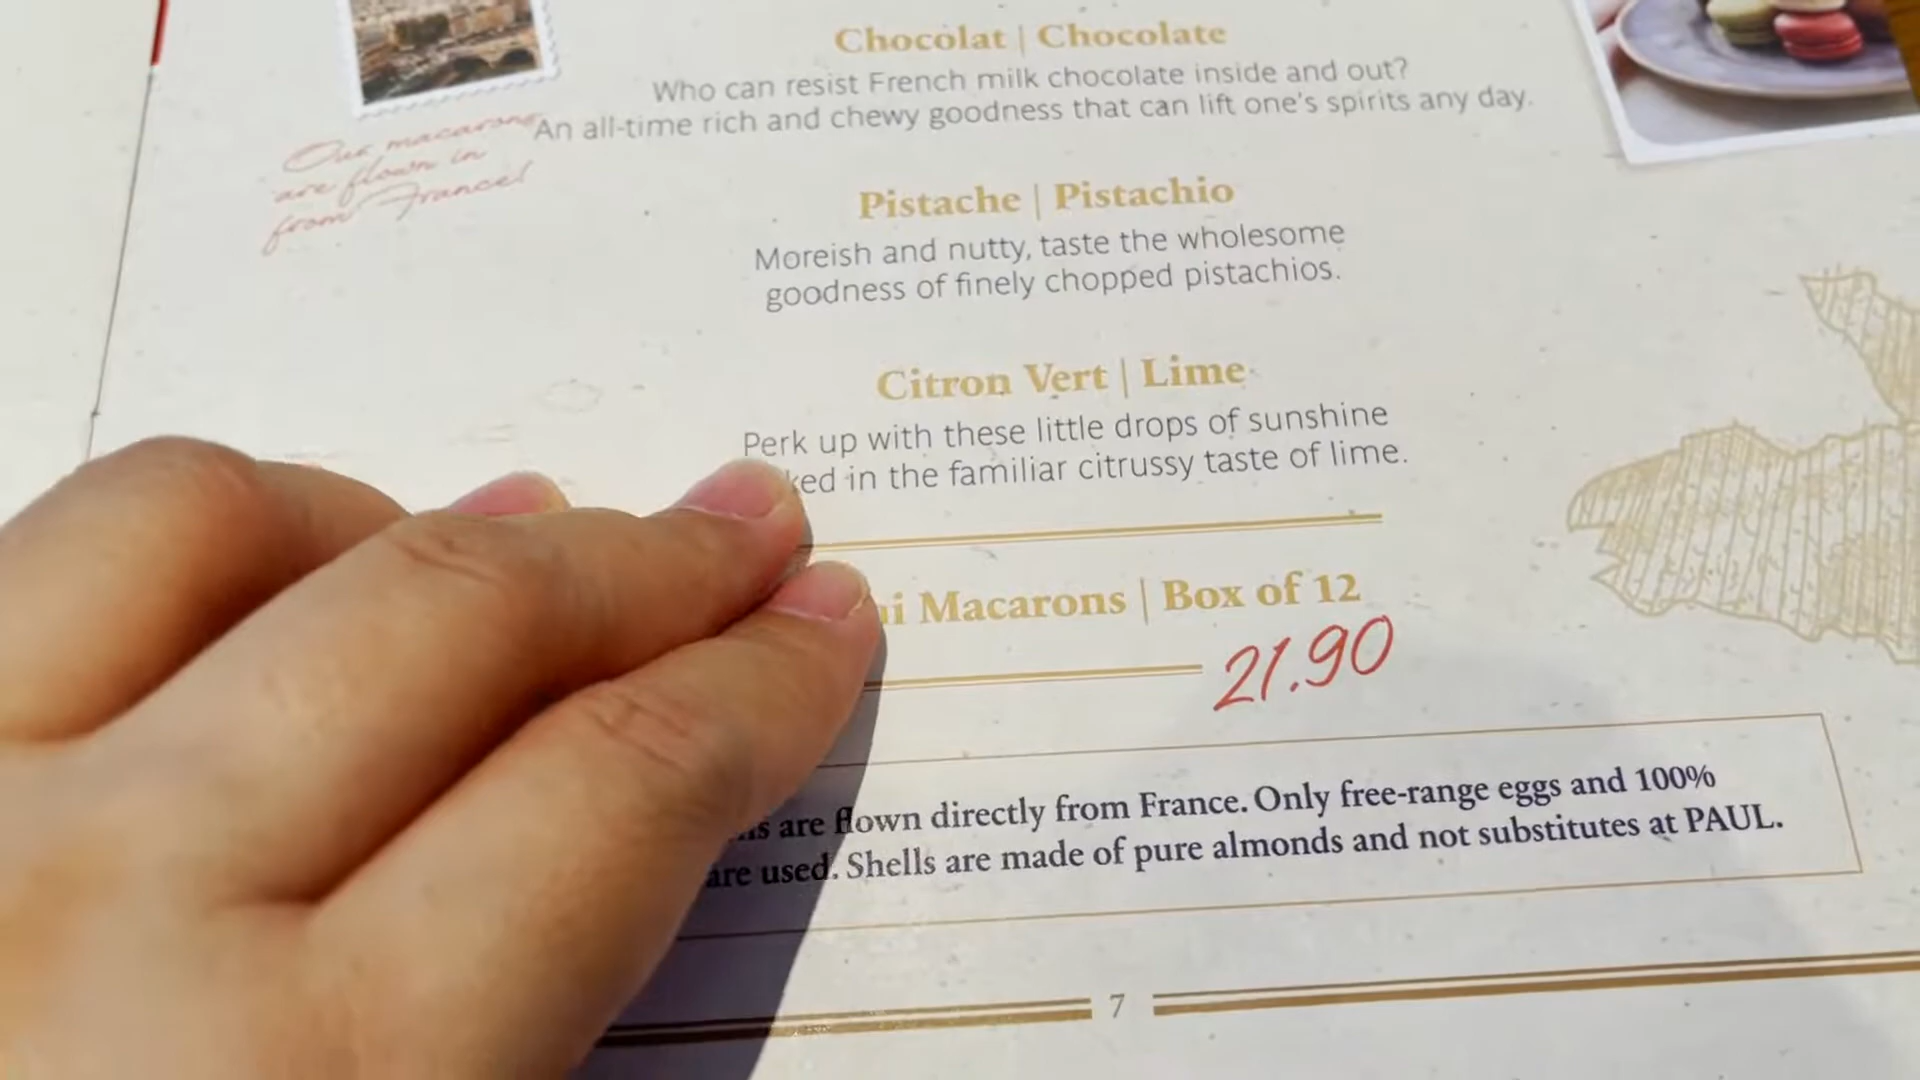 Chocolat | Chocolate
Who can resist French milk chocolate inside and out?
An all-time rich and chewy goodness that can lift one's spirits any day.
Our macarons
are flown in
from France!
Pistache | Pistachio
Moreish and nutty, taste the wholesome
goodness of finely chopped pistachios.
Citron Vert | Lime
Perk up with these little drops of sunshine
in the familiar citrussy taste of lime.
Macarons | Box of 12
21.90
are flown directly from France. Only free-range eggs and 100%
are used. Shells are made of pure almonds and not substitutes at PAUL.
7